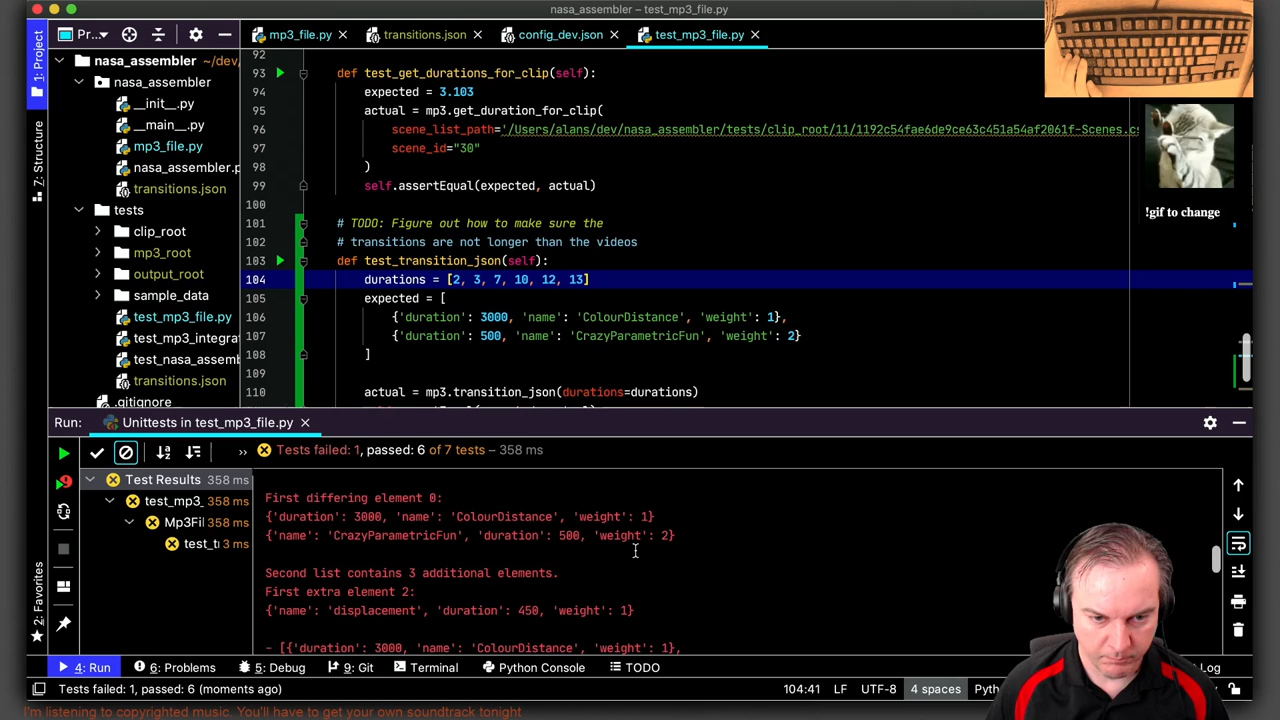 nasa_assembler – test_mp3_file.py
Pr...
mp3_file.py
transitions.json
config_dev.json
test_mp3_file.py
1: Project
7: Structure
2: Favorites
nasa_assembler ~/dev/
nasa_assembler
__init__.py
__main__.py
mp3_file.py
nasa_assembler.p
transitions.json
tests
clip_root
mp3_root
output_root
sample_data
test_mp3_file.py
test_mp3_integra
test_nasa_assemb
transitions.json
.gitignore
92
93 def test_get_durations_for_clip(self):
94 expected = 3.103
95 actual = mp3.get_duration_for_clip(
96 scene_list_path='/Users/alans/dev/nasa_assembler/tests/clip_root/11/1192c54fae6de9ce63c451a54af2061f-Scenes.cs
97 scene_id="30"
98 )
99 self.assertEqual(expected, actual)
100
101 # TODO: Figure out how to make sure the
102 # transitions are not longer than the videos
103 def test_transition_json(self):
104 durations = [2, 3, 7, 10, 12, 13]
105 expected = [
106 {'duration': 3000, 'name': 'ColourDistance', 'weight': 1},
107 {'duration': 500, 'name': 'CrazyParametricFun', 'weight': 2}
108 ]
109
110 actual = mp3.transition_json(durations=durations)
!gif to change
Run: Unittests in test_mp3_file.py
» Tests failed: 1, passed: 6 of 7 tests – 358 ms
Test Results 358 ms
test_mp3_ 358 ms
Mp3Fil 358 ms
test_t 3 ms
First differing element 0:
{'duration': 3000, 'name': 'ColourDistance', 'weight': 1}
{'name': 'CrazyParametricFun', 'duration': 500, 'weight': 2}
Second list contains 3 additional elements.
First extra element 2:
{'name': 'displacement', 'duration': 450, 'weight': 1}
- [{'duration': 3000, 'name': 'ColourDistance', 'weight': 1},
4: Run
6: Problems
5: Debug
9: Git
Terminal
Python Console
TODO
Log
Tests failed: 1, passed: 6 (moments ago)
104:41 LF UTF-8 4 spaces Pyth
I'm listening to copyrighted music. You'll have to get your own soundtrack tonight